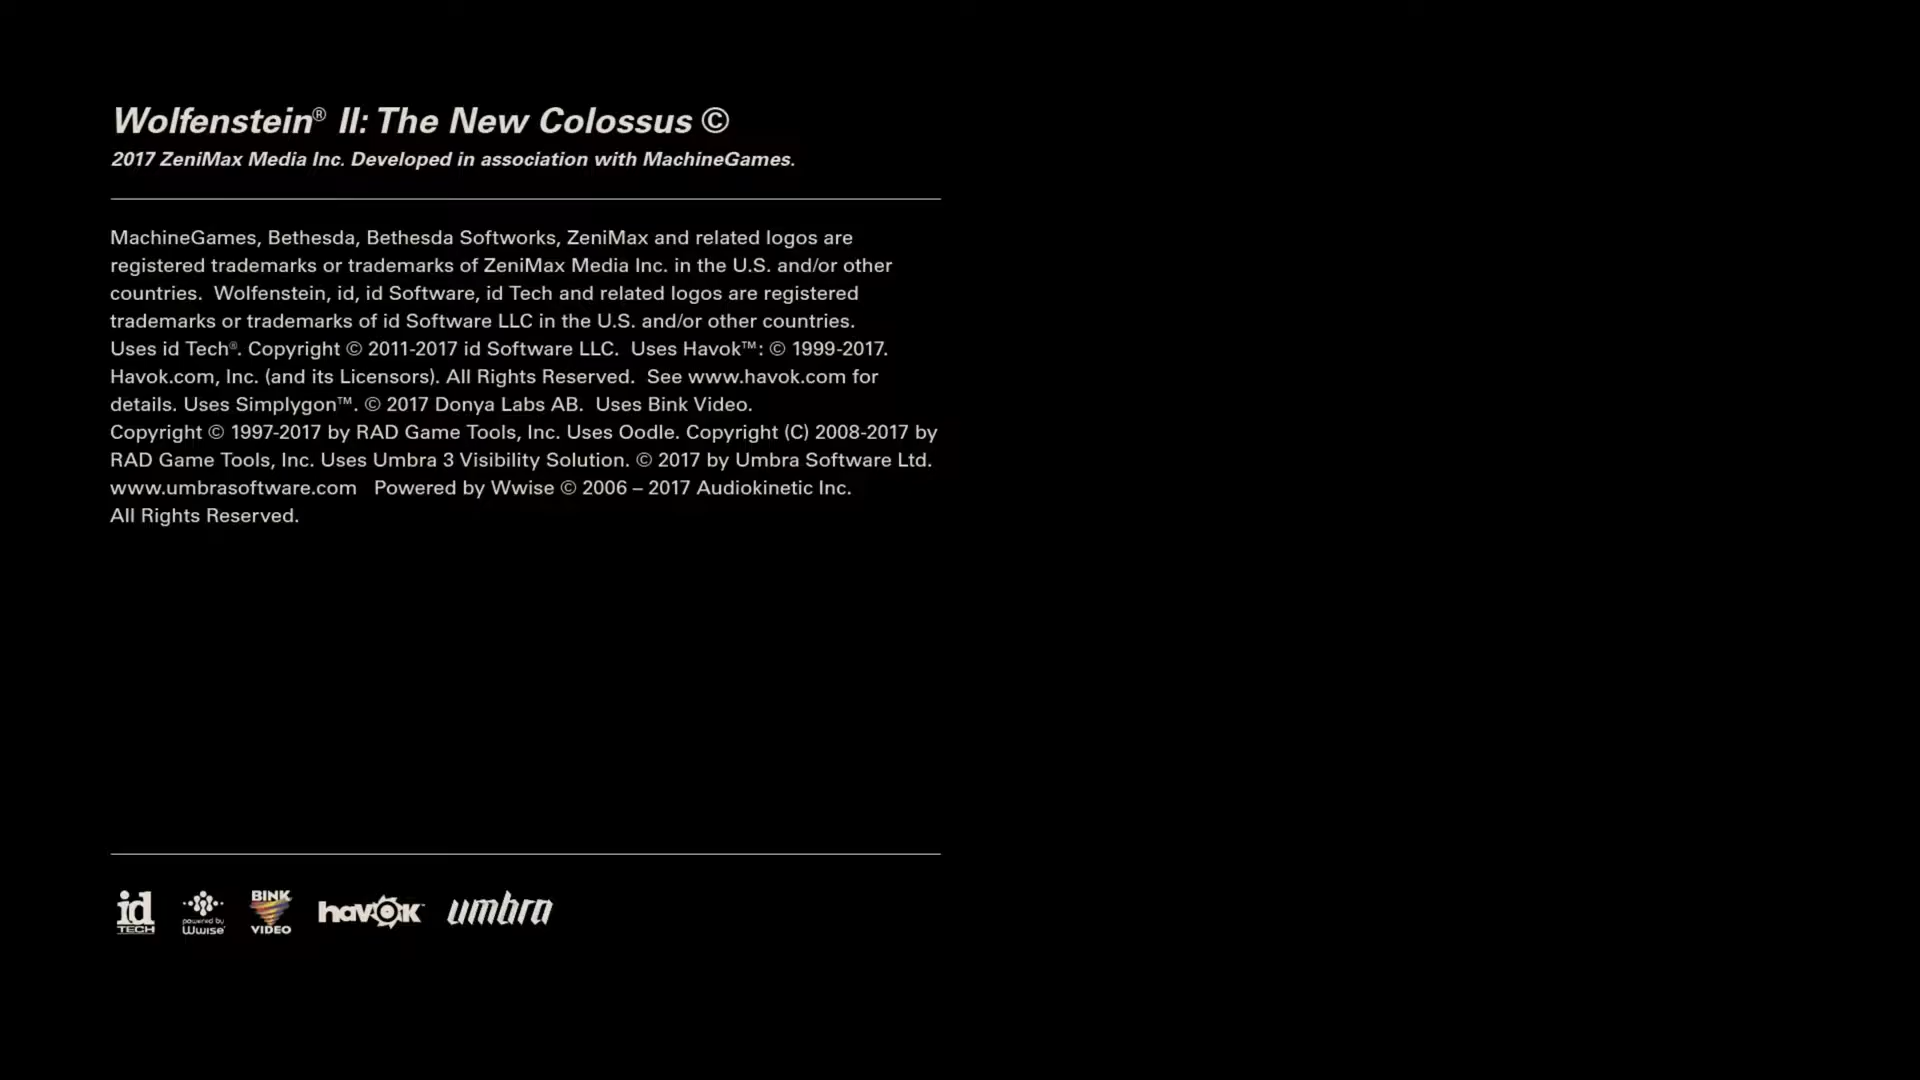 Wolfenstein® II: The New Colossus ©
2017 ZeniMax Media Inc. Developed in association with MachineGames.
MachineGames, Bethesda, Bethesda Softworks, ZeniMax and related logos are
registered trademarks or trademarks of ZeniMax Media Inc. in the U.S. and/or other
countries.  Wolfenstein, id, id Software, id Tech and related logos are registered
trademarks or trademarks of id Software LLC in the U.S. and/or other countries.
Uses id Tech®. Copyright © 2011-2017 id Software LLC.  Uses Havok™: © 1999-2017.
Havok.com, Inc. (and its Licensors). All Rights Reserved.  See www.havok.com for
details. Uses Simplygon™. © 2017 Donya Labs AB.  Uses Bink Video.
Copyright © 1997-2017 by RAD Game Tools, Inc. Uses Oodle. Copyright (C) 2008-2017 by
RAD Game Tools, Inc. Uses Umbra 3 Visibility Solution. © 2017 by Umbra Software Ltd.
www.umbrasoftware.com   Powered by Wwise © 2006 – 2017 Audiokinetic Inc.
All Rights Reserved.
id TECH
powered by Wwise
BINK VIDEO
havok™
umbra